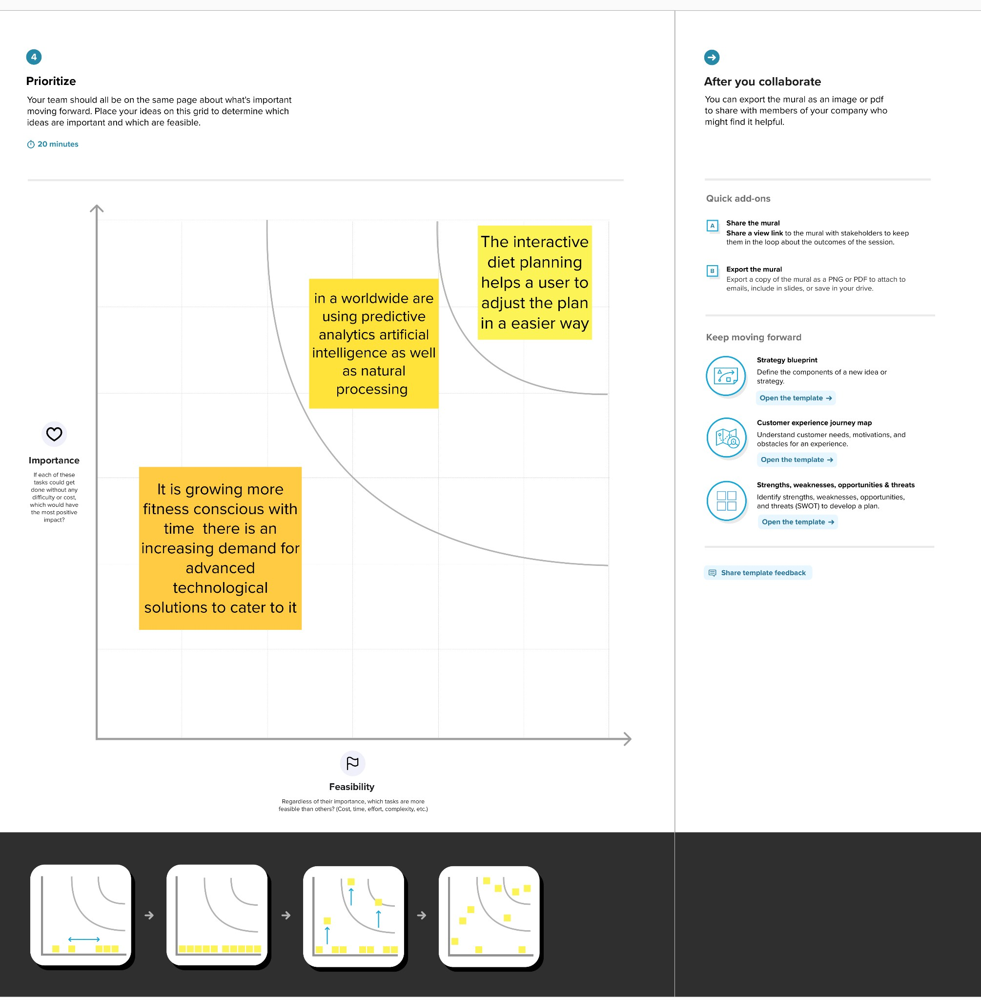 4
Prioritize
Your team should all be on the same page about what's important
moving forward. Place your ideas on this grid to determine which
ideas are important and which are feasible.
20 minutes
The interactive
diet planning
helps a user to
adjust the plan
in a easier way
in a worldwide are
using predictive
analytics artificial
intelligence as well
as natural
processing
It is growing more
fitness conscious with
time  there is an
increasing demand for
advanced
technological
solutions to cater to it
Importance
If each of these
tasks could get
done without any
difficulty or cost,
which would have
the most positive
impact?
Feasibility
Regardless of their importance, which tasks are more
feasible than others? (Cost, time, effort, complexity, etc.)
After you collaborate
You can export the mural as an image or pdf
to share with members of your company who
might find it helpful.
Quick add-ons
A
Share the mural
Share a view link to the mural with stakeholders to keep
them in the loop about the outcomes of the session.
B
Export the mural
Export a copy of the mural as a PNG or PDF to attach to
emails, include in slides, or save in your drive.
Keep moving forward
Strategy blueprint
Define the components of a new idea or
strategy.
Open the template →
Customer experience journey map
Understand customer needs, motivations, and
obstacles for an experience.
Open the template →
Strengths, weaknesses, opportunities & threats
Identify strengths, weaknesses, opportunities,
and threats (SWOT) to develop a plan.
Open the template →
Share template feedback